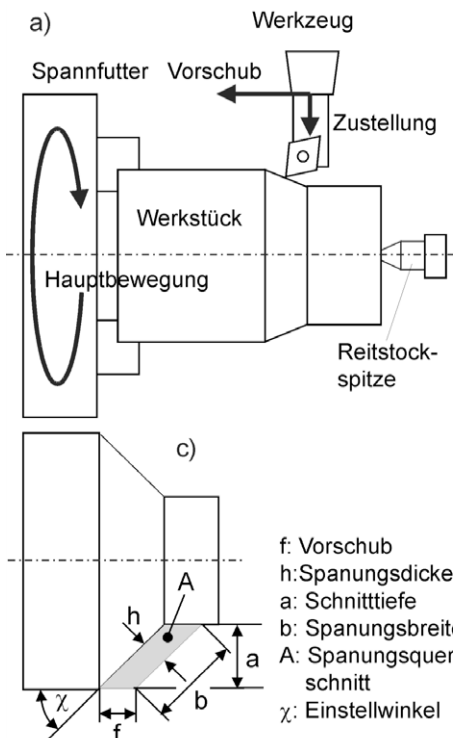 a)
Werkzeug
Spannfutter
Vorschub
Zustellung
Werkstück
Hauptbewegung
Reitstock-
spitze
c)
A
h
a
b
χ
f
f: Vorschub
h:Spanungsdicke
a: Schnitttiefe
b: Spanungsbreite
A: Spanungsquer
schnitt
χ: Einstellwinkel